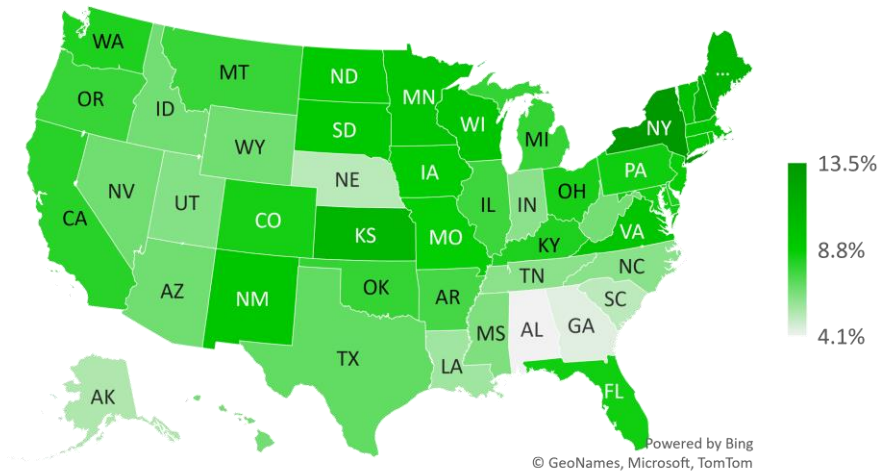 WA
MT
ND
MN
...
OR
ID
SD
WI
MI
NY
WY
IA
PA
NE
NV
UT
CO
IL
IN
OH
CA
KS
MO
KY
VA
AZ
NM
OK
AR
TN
NC
SC
MS
AL
GA
TX
LA
AK
FL
13.5%
8.8%
4.1%
Powered by Bing
© GeoNames, Microsoft, TomTom